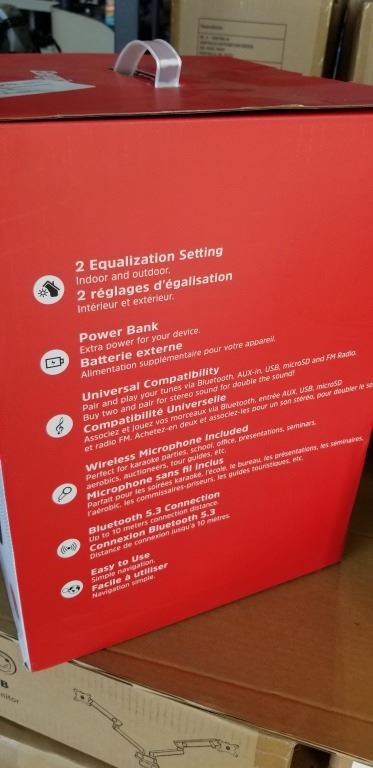 2 Equalization Setting
Indoor and outdoor.
2 réglages d'égalisation
Intérieur et extérieur.
Power Bank
Extra power for your device.
Batterie externe
Alimentation supplémentaire pour votre appareil.
Universal Compatibility
Pair and play your tunes via Bluetooth, AUX-in, USB, microSD and FM Radio.
Buy two and pair for stereo sound for double the sound!
Compatibilité Universelle
Associez et jouez vos morceaux via Bluetooth, entrée AUX, USB, microSD
et radio FM. Achetez-en deux et associez-les pour un son stéréo, pour doubler le so
Wireless Microphone Included
Perfect for karaoke parties, school, office, presentations, seminars,
aerobics, auctioneers, tour guides, etc.
Microphone sans fil inclus
Parfait pour les soirées karaoké, l'école, le bureau, les présentations, les séminaires,
l'aérobic, les commissaires-priseurs, les guides touristiques, etc.
Bluetooth 5.3 Connection
Up to 10 meters connection distance.
Connexion Bluetooth 5.3
Distance de connexion jusqu'à 10 mètres.
Easy to Use
Simple navigation.
Facile à utiliser
Navigation simple.
B
nitor